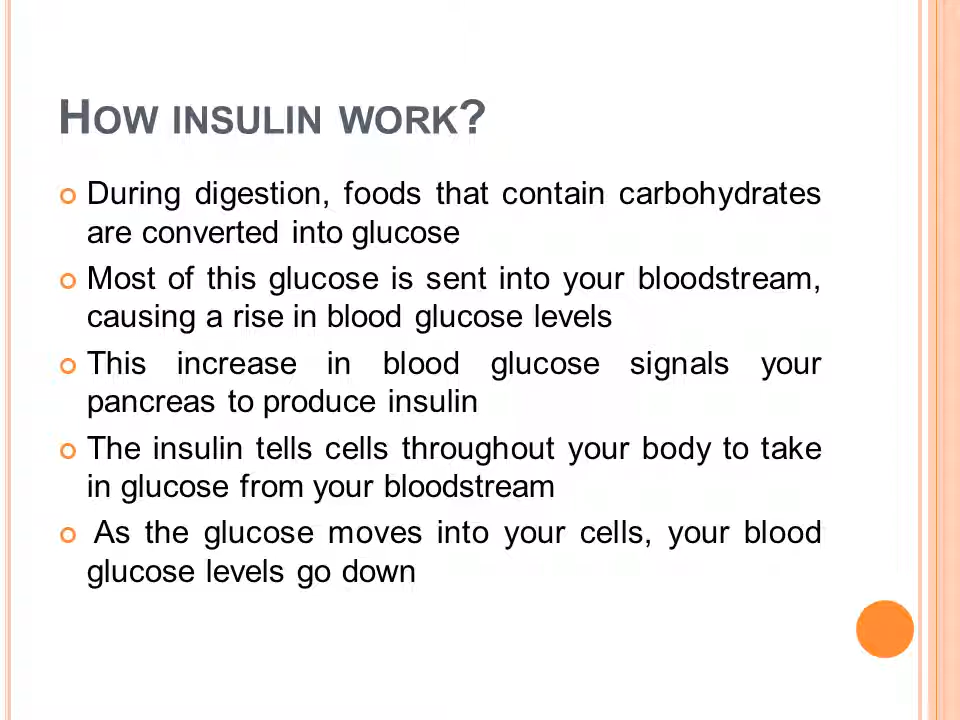 HOW INSULIN WORK?
During digestion, foods that contain carbohydrates
are converted into glucose
Most of this glucose is sent into your bloodstream,
causing a rise in blood glucose levels
This increase in blood glucose signals your
pancreas to produce insulin
The insulin tells cells throughout your body to take
in glucose from your bloodstream
As the glucose moves into your cells, your blood
glucose levels go down